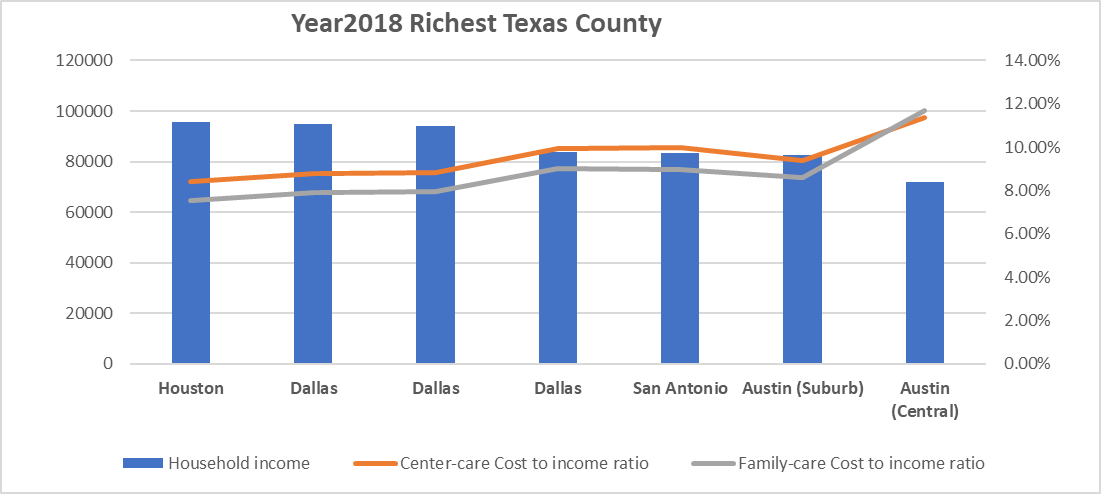 Year2018 Richest Texas County
120000
100000
80000
60000
40000
20000
0
14.00%
12.00%
10.00%
8.00%
6.00%
4.00%
2.00%
0.00%
Houston
Dallas
Dallas
Dallas
San Antonio
Austin (Suburb)
Austin
(Central)
Household income
Center-care Cost to income ratio
Family-care Cost to income ratio